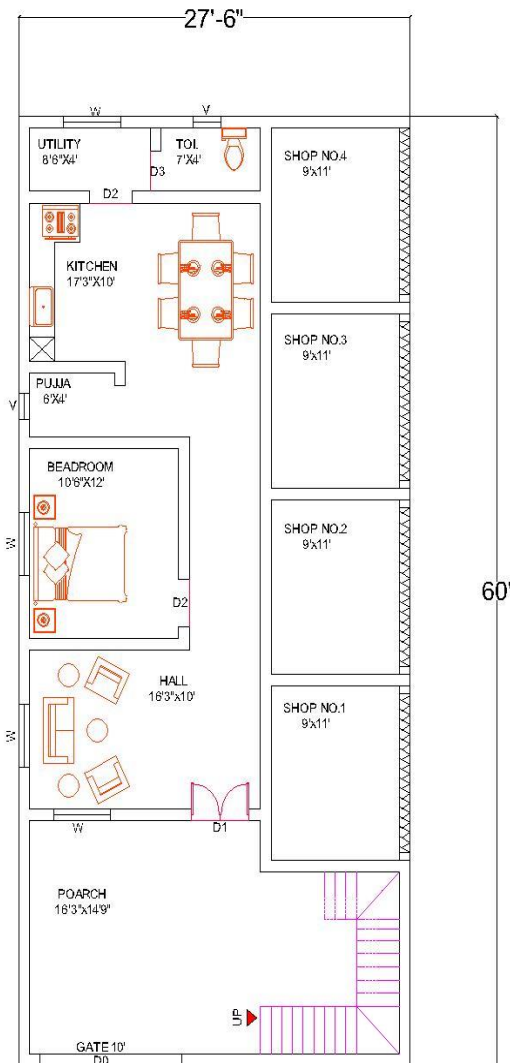 27'-6"
W
V
UTILITY
8'6"X4'
TOI.
7'X4'
D3
D2
SHOP NO.4
9'x11'
KITCHEN
17'3"X10'
SHOP NO.3
9'x11'
PUJJA
6'X4'
V
BEADROOM
10'6"X12'
W
D2
SHOP NO.2
9'x11'
60'
HALL
16'3"x10'
W
SHOP NO.1
9'x11'
W
D1
POARCH
16'3"x14'9"
UP
GATE 10'
D0